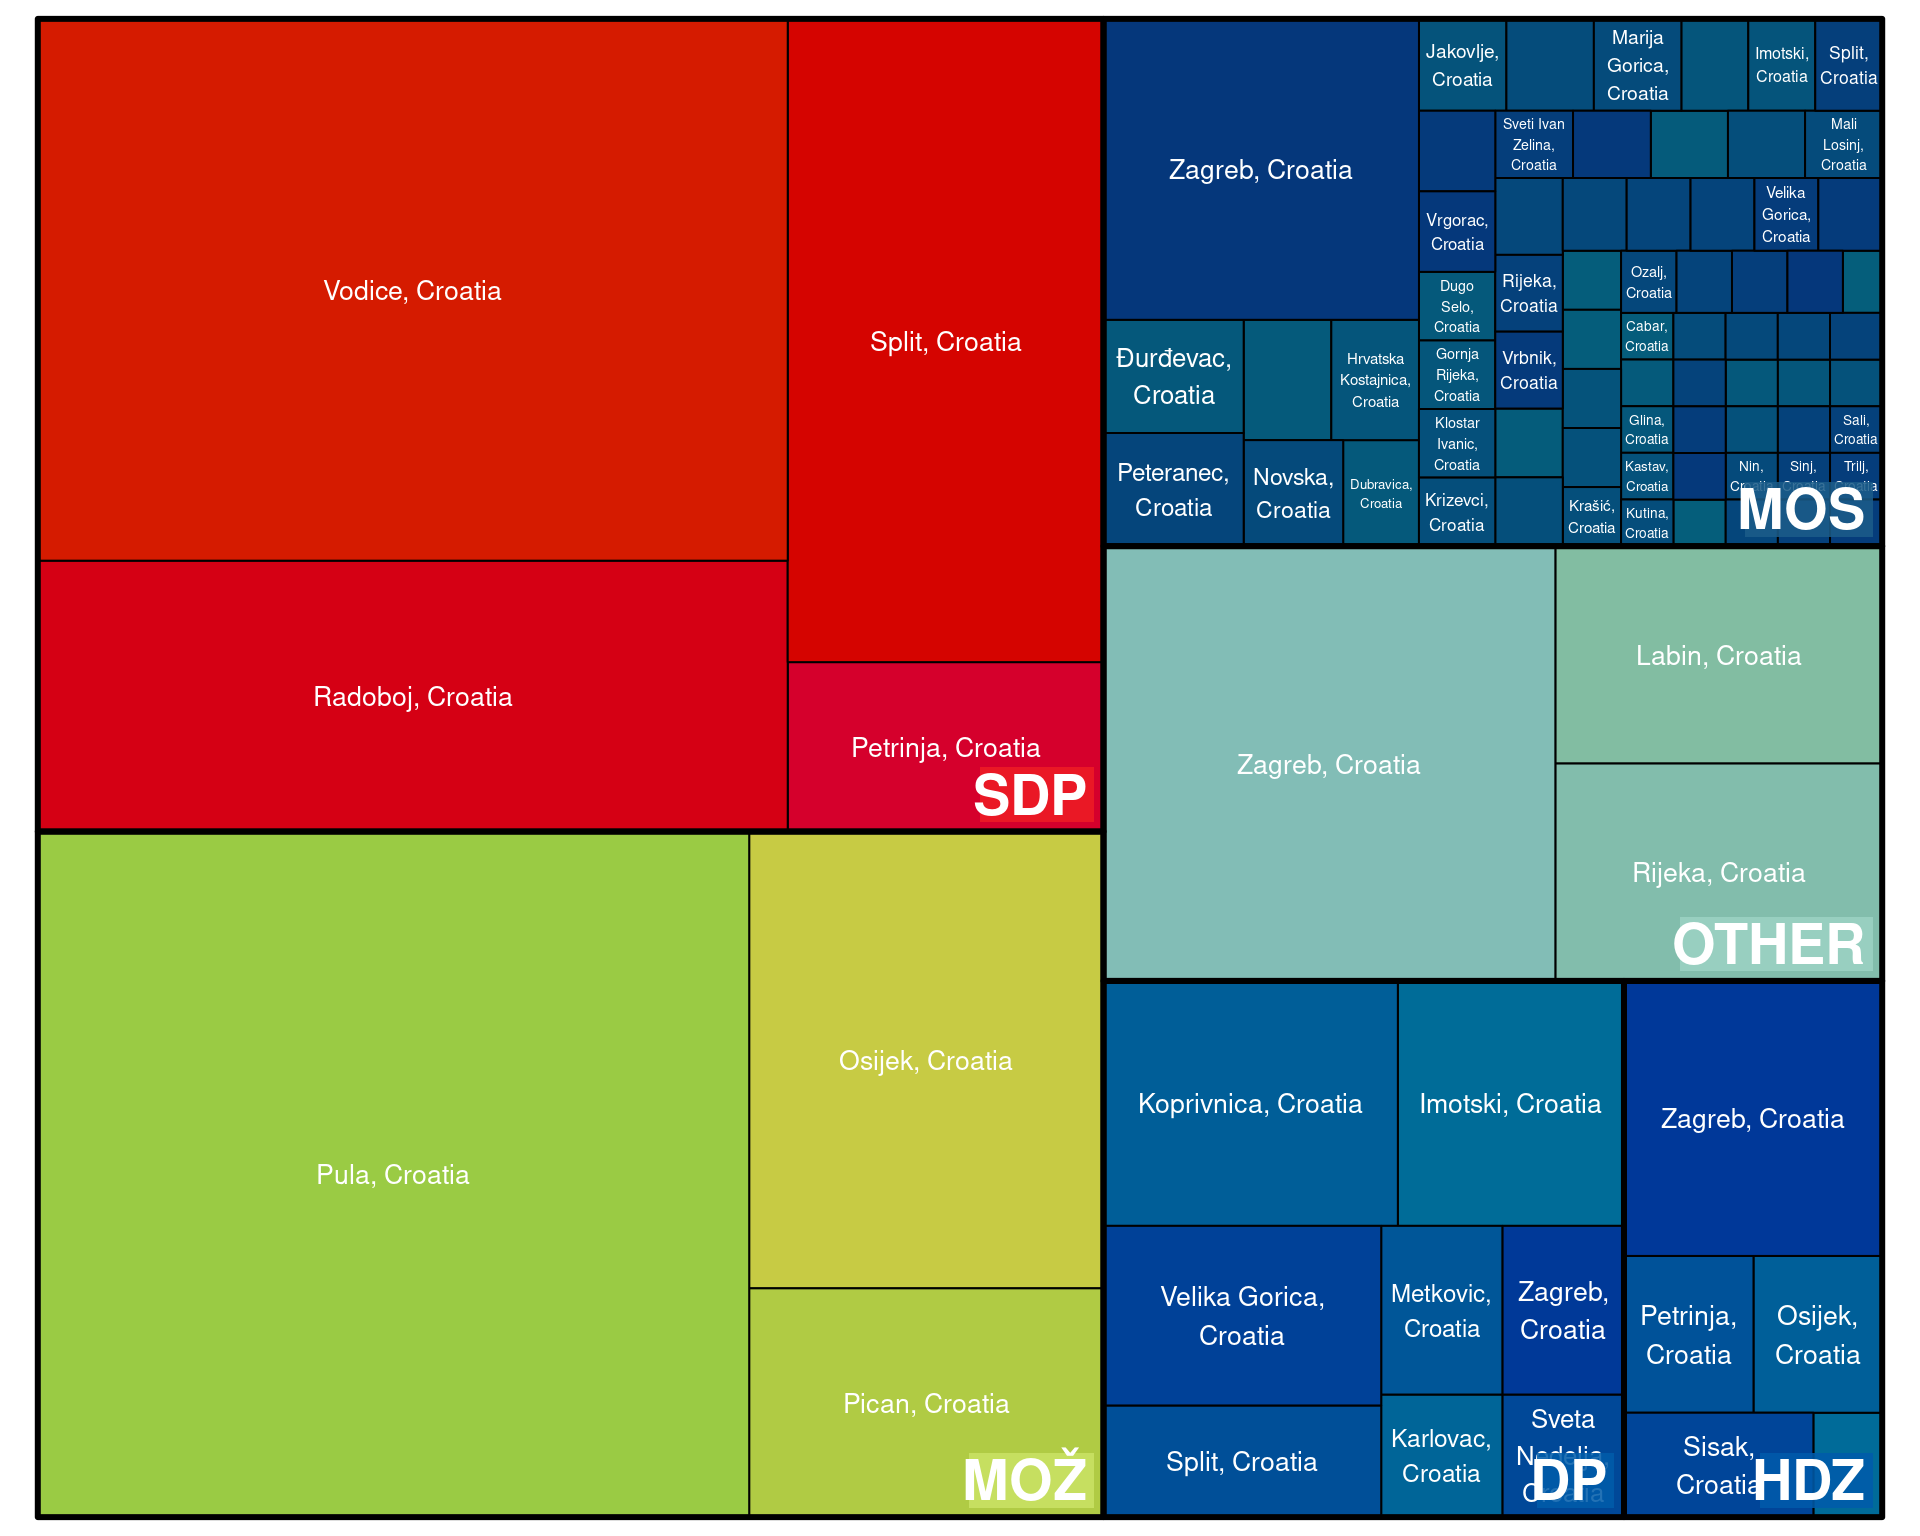 Vodice, Croatia
Split, Croatia
Radoboj, Croatia
Petrinja, Croatia
SDP
Pula, Croatia
Osijek, Croatia
Pican, Croatia
MOŽ
Zagreb, Croatia
Đurđevac,
Croatia
Peteranec,
Croatia
Hrvatska
Kostajnica,
Croatia
Novska,
Croatia
Dubravica,
Croatia
Jakovlje,
Croatia
Marija
Gorica,
Croatia
Imotski,
Croatia
Split,
Croatia
Sveti Ivan
Zelina,
Croatia
Mali
Losinj,
Croatia
Vrgorac,
Croatia
Velika
Gorica,
Croatia
Dugo
Selo,
Croatia
Rijeka,
Croatia
Ozalj,
Croatia
Gornja
Rijeka,
Croatia
Vrbnik,
Croatia
Cabar,
Croatia
Klostar
Ivanic,
Croatia
Glina,
Croatia
Sali,
Croatia
Krizevci,
Croatia
Krašić,
Croatia
Kastav,
Croatia
Nin,
Croatia
Sinj,
Croatia
Trilj,
Croatia
Kutina,
Croatia
MOS
Zagreb, Croatia
Labin, Croatia
Rijeka, Croatia
OTHER
Koprivnica, Croatia
Imotski, Croatia
Velika Gorica,
Croatia
Metkovic,
Croatia
Zagreb,
Croatia
Split, Croatia
Karlovac,
Croatia
Sveta
Nedelja,
Croatia
DP
Zagreb, Croatia
Petrinja,
Croatia
Osijek,
Croatia
Sisak,
Croatia
HDZ